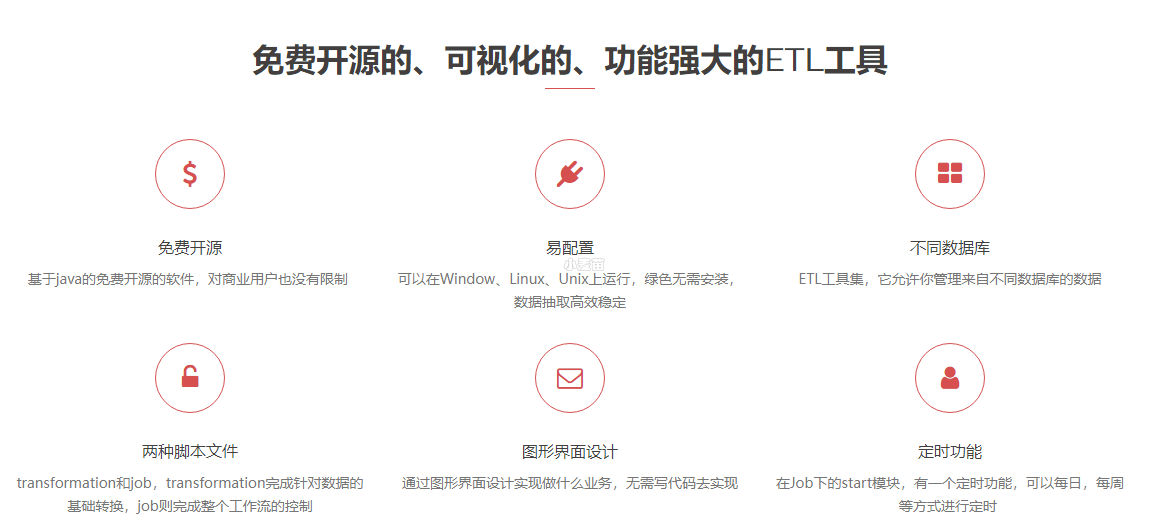 免费开源的、可视化的、功能强大的ETL工具
免费开源
基于java的免费开源的软件，对商业用户也没有限制
易配置
小麦苗
可以在Window、Linux、Unix上运行，绿色无需安装，
数据抽取高效稳定
不同数据库
ETL工具集，它允许你管理来自不同数据库的数据
两种脚本文件
transformation和job，transformation完成针对数据的
基础转换，job则完成整个工作流的控制
图形界面设计
通过图形界面设计实现做什么业务，无需写代码去实现
定时功能
在Job下的start模块，有一个定时功能，可以每日，每周
等方式进行定时